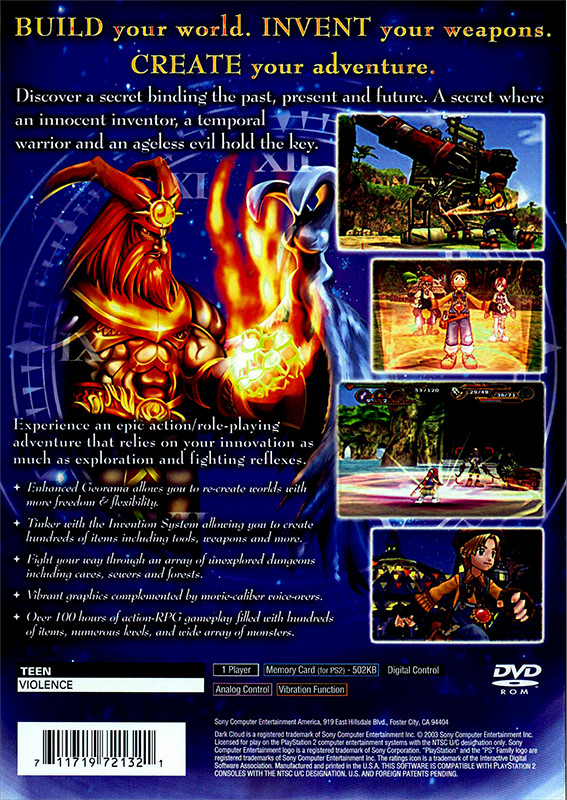 BUILD your world. INVENT your weapons.
CREATE your adventure.
Discover a secret binding the past, present and future. A secret where
an innocent inventor, a temporal
warrior and an ageless evil hold the key.
XI
XII
IX
Experience an epic action/role-playing
adventure that relies on your innovation as
much as exploration and fighting reflexes.
+ Enhanced Georama allows you to re-create worlds with
more freedom & flexibility.
+ Tinker with the Invention System allowing you to create
hundreds of items including tools, weapons and more.
+ Fight your way through an array of unexplored dungeons
including caves, sewers and forests.
+ Vibrant graphics complemented by movie-caliber voice-overs.
+ Over 100 hours of action-RPG gameplay filled with hundreds
of items, numerous levels, and wide array of monsters.
53/120
129/48
36/71
TEEN
VIOLENCE
1 Player
Memory Card (for PS2) - 502KB
Digital Control
Analog Control
Vibration Function
DVD
ROM
Sony Computer Entertainment America, 919 East Hillsdale Blvd., Foster City, CA 94404
Dark Cloud is a registered trademark of Sony Computer Entertainment Inc. © 2003 Sony Computer Entertainment Inc.
Licensed for play on the PlayStation 2 computer entertainment systems with the NTSC U/C designation only. Sony
Computer Entertainment logo is a registered trademark of Sony Corporation. "PlayStation" and the "PS" Family logo are
registered trademarks of Sony Computer Entertainment Inc. The ratings icon is a trademark of the Interactive Digital
Software Association. Manufactured and printed in the U.S.A. THIS SOFTWARE IS COMPATIBLE WITH PLAYSTATION 2
CONSOLES WITH THE NTSC U/C DESIGNATION. U.S. AND FOREIGN PATENTS PENDING.
7 11719 72132 1